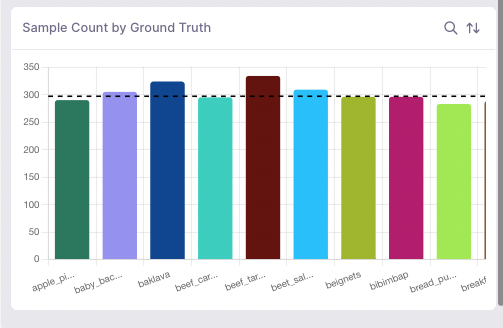 Sample Count by Ground Truth
350
300
250
200
150
100
50
0
apple_pi...
baby_bac...
baklava
beef_car...
beef_tar...
beet_sal...
beignets
bibimbap
bread_pu...
breakf